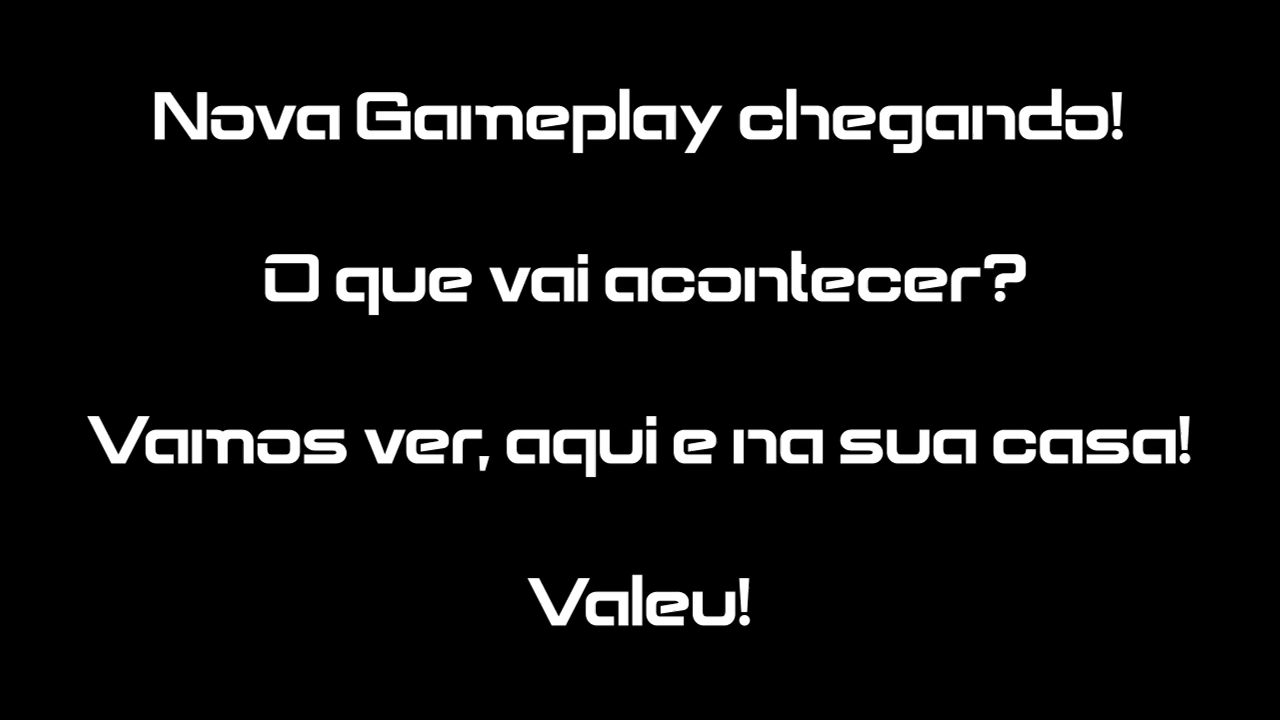 Nova Gameplay chegando!
O que vai acontecer?
Vamos ver, aqui e na sua casa!
Valeu!